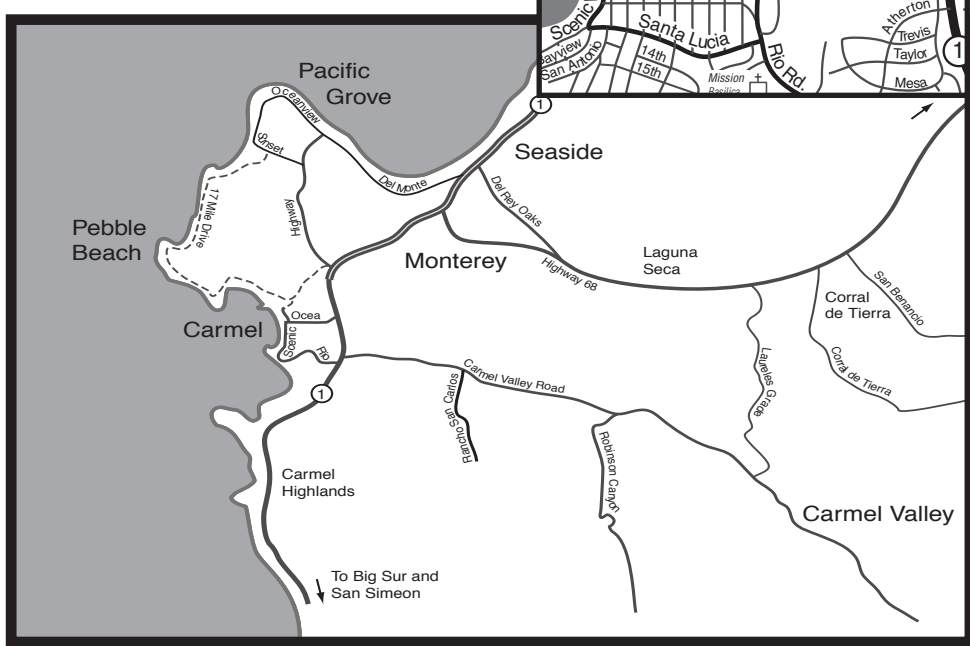 Scenic
Santa Lucia
Bayview
San Antonio
14th
15th
Mission
Basilica
Rio Rd.
Atherton
Trevis
Taylor
Mesa
1
Pacific
Grove
Oceanview
Sunset
17 Mile Drive
Highway
Del Monte
1
Seaside
Del Rey Oaks
Pebble
Beach
Monterey
Highway 68
Laguna
Seca
San Benancio
Corral
de Tierra
Corral de Tierra
Carmel
Ocea
Scenic
Rio
Carmel Valley Road
Laureles Grade
1
Rancho San Carlos
Robinson Canyon
Carmel
Highlands
Carmel Valley
To Big Sur and
San Simeon